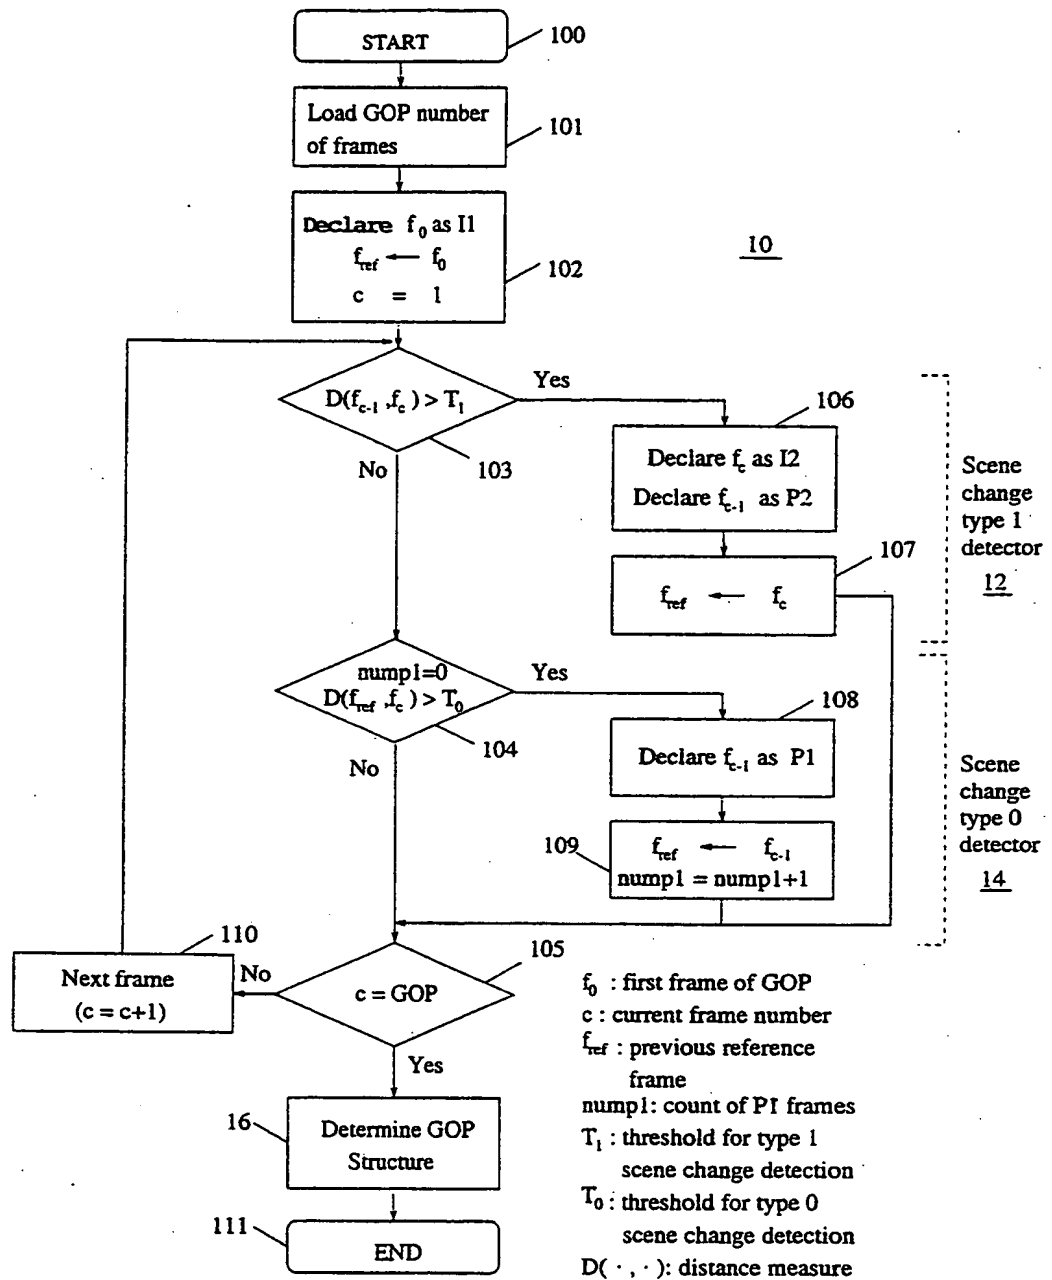 START
100
Load GOP number
of frames
101
Declare f0 as I1
fref ← f0
c = 1
102
10
D(fc-1 ,fc ) > T1
Yes
No
103
106
Declare fc as I2
Declare fc-1 as P2
107
fref ← fc
Scene
change
type 1
detector
12
nump1=0
D(fref ,fc ) > T0
Yes
No
104
108
Declare fc-1 as P1
109
fref ← fc-1
nump1 = nump1+1
Scene
change
type 0
detector
14
110
Next frame
(c = c+1)
No
c = GOP
105
Yes
16
Determine GOP
Structure
111
END
f0 : first frame of GOP
c : current frame number
fref : previous reference
frame
nump1: count of P1 frames
T1 : threshold for type 1
scene change detection
T0 : threshold for type 0
scene change detection
D( · , · ): distance measure